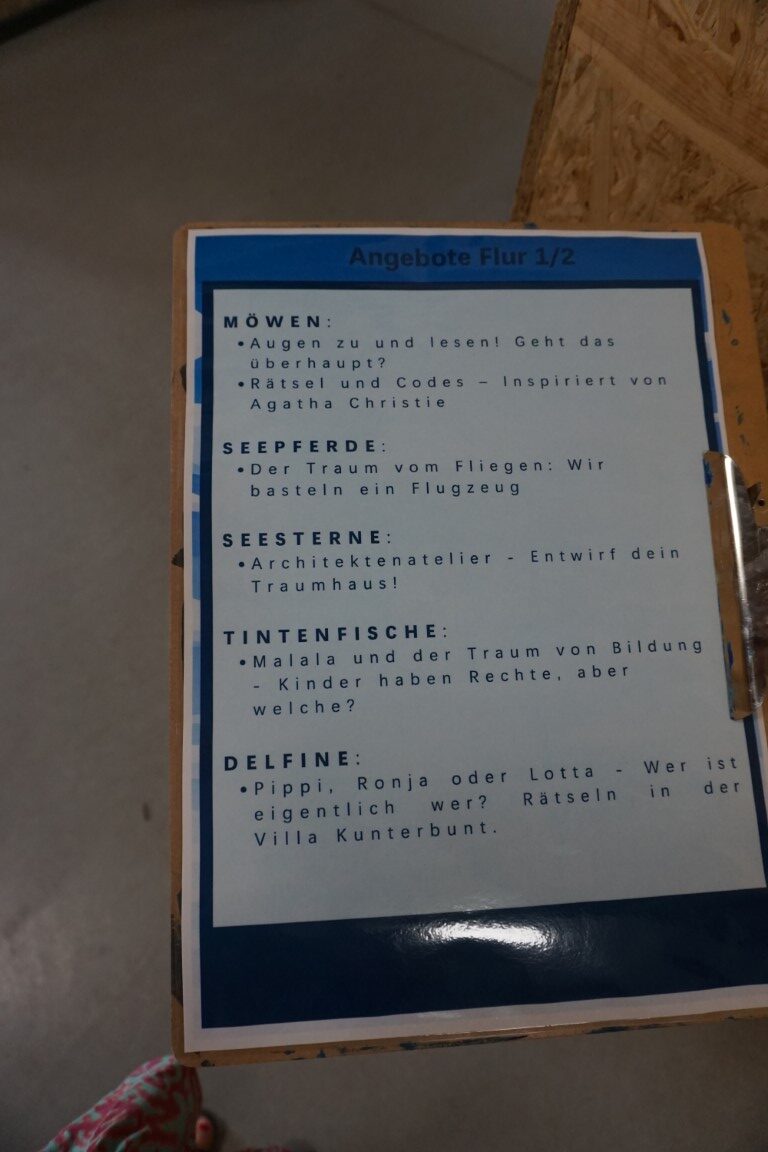 Angebote Flur 1/2
MÖWEN:
•Augen zu und lesen! Geht das
überhaupt?
•Rätsel und Codes – Inspiriert von
Agatha Christie
SEEPFERDE:
•Der Traum vom Fliegen: Wir
basteln ein Flugzeug
SEESTERNE:
•Architektenatelier - Entwirf dein
Traumhaus!
TINTENFISCHE:
•Malala und der Traum von Bildung
- Kinder haben Rechte, aber
welche?
DELFINE:
•Pippi, Ronja oder Lotta - Wer ist
eigentlich wer? Rätseln in der
Villa Kunterbunt.